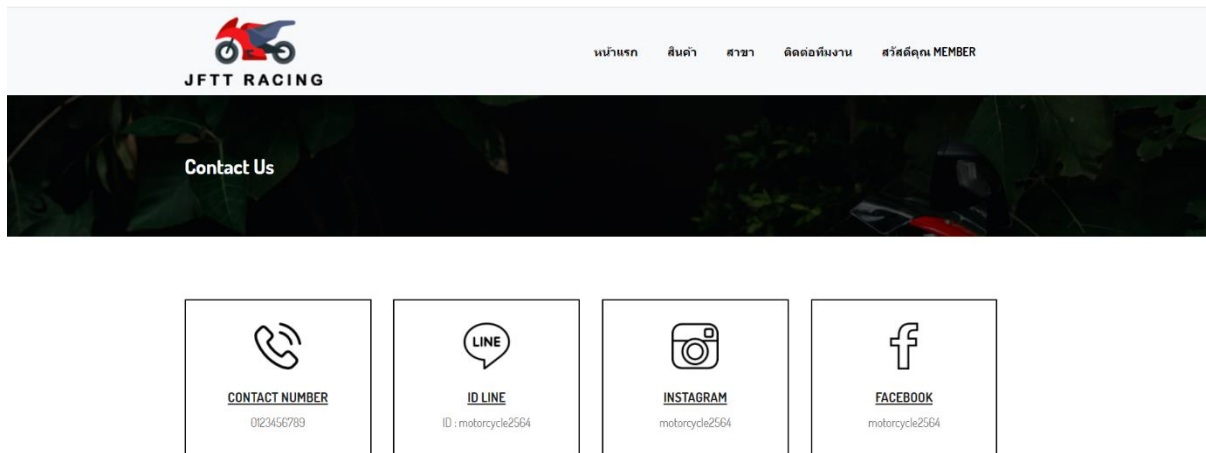 JFTT RACING
หน้าแรก สินค้า สาขา ติดต่อทีมงาน สวัสดีคุณ MEMBER
Contact Us
LINE
CONTACT NUMBER
0123456789
ID LINE
ID : motorcycle2564
INSTAGRAM
motorcycle2564
FACEBOOK
motorcycle2564